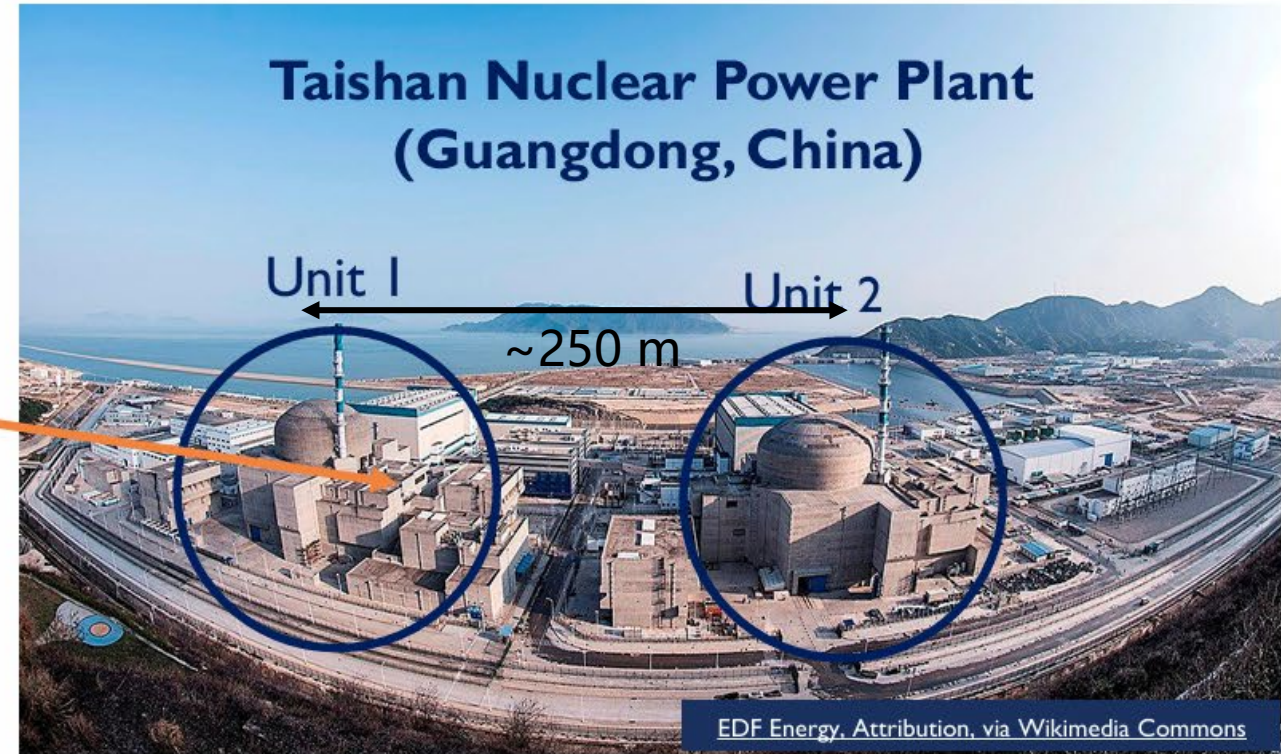 Taishan Nuclear Power Plant
(Guangdong, China)
Unit 1
Unit 2
~250 m
EDF Energy, Attribution, via Wikimedia Commons